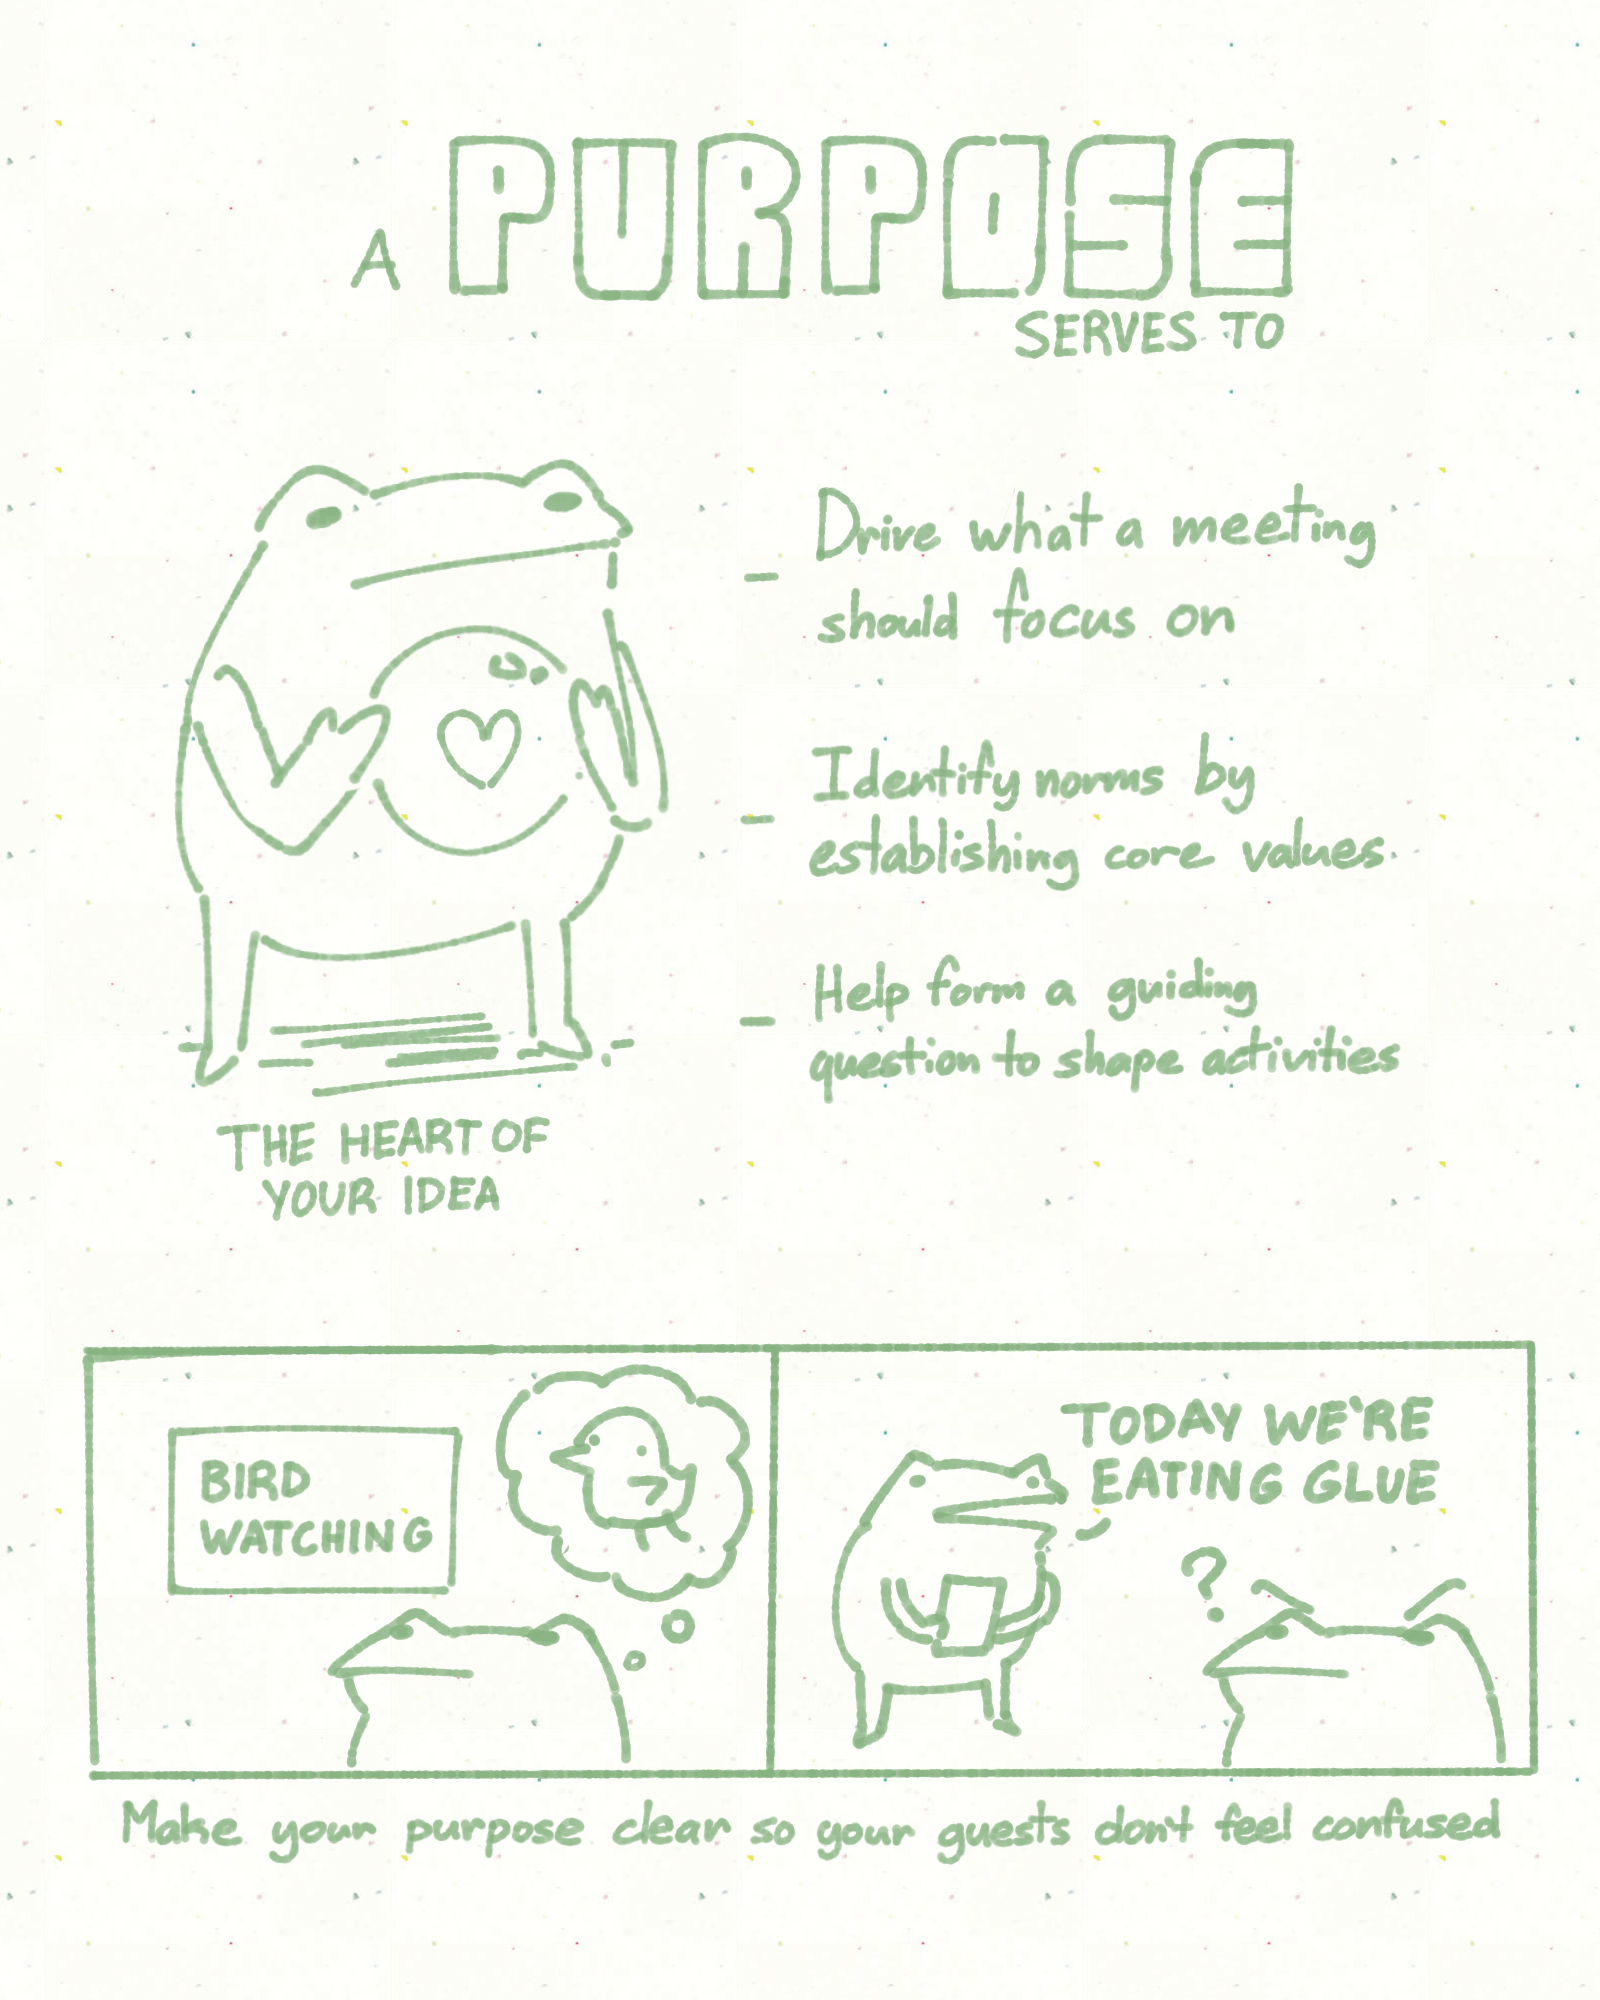 A PURPOSE
SERVES TO
- Drive what a meeting
should focus on
- Identify norms by
establishing core values.
- Help form a guiding
question to shape activities
THE HEART OF
YOUR IDEA
BIRD
WATCHING
TODAY WE'RE
EATING GLUE
?
Make your purpose clear so your guests don't feel confused